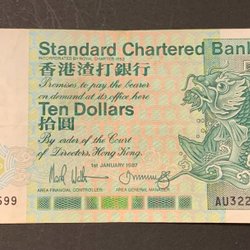 Standard Chartered Bank
INCORPORATED BY ROYAL CHARTER 1853
香港渣打銀行
Promises to pay the bearer
on demand at its office here
Ten Dollars
拾圓
By order of the Court
of Directors, Hong Kong.
1ST JANUARY 1987
AREA FINANCIAL CONTROLLER
AREA GENERAL MANAGER
599
AU322